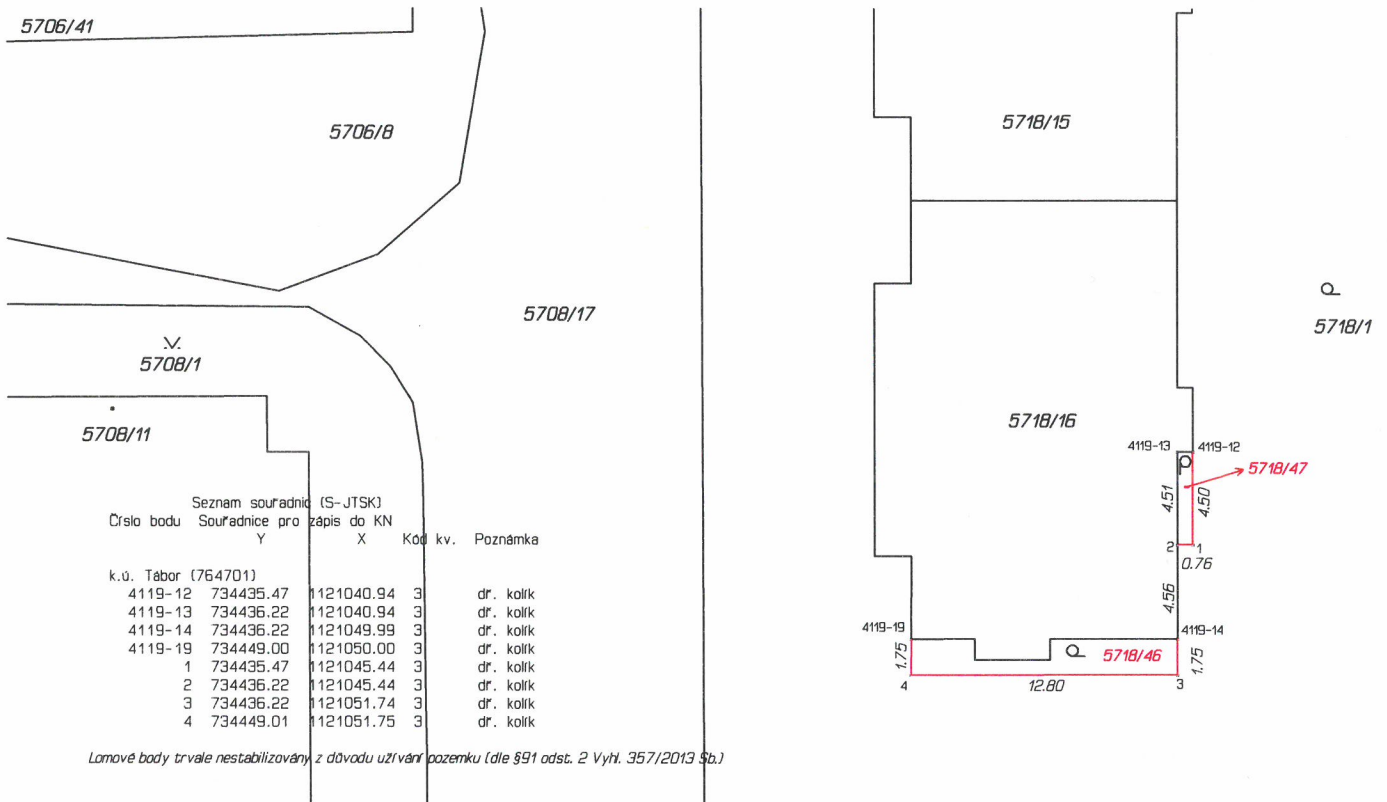 5706/41
5706/8
5718/15
5708/17
5718/1
5708/1
5708/11
5718/16
4119-13 4119-12
5718/47
4.51
4.50
2 1
0.76
4.56
4119-19
4119-14
1.75
5718/46
1.75
4
12.80
3
Seznam souřadnic (S-JTSK)
Číslo bodu Souřadnice pro zápis do KN
Y X Kód kv. Poznámka
k.ú. Tábor (764701)
4119-12 734435.47 1121040.94 3 dř. kolík
4119-13 734436.22 1121040.94 3 dř. kolík
4119-14 734436.22 1121049.99 3 dř. kolík
4119-19 734449.00 1121050.00 3 dř. kolík
1 734435.47 1121045.44 3 dř. kolík
2 734436.22 1121045.44 3 dř. kolík
3 734436.22 1121051.74 3 dř. kolík
4 734449.01 1121051.75 3 dř. kolík
Lomové body trvale nestabilizovány z důvodu užívání pozemku (dle §91 odst. 2 Vyhl. 357/2013 Sb.)